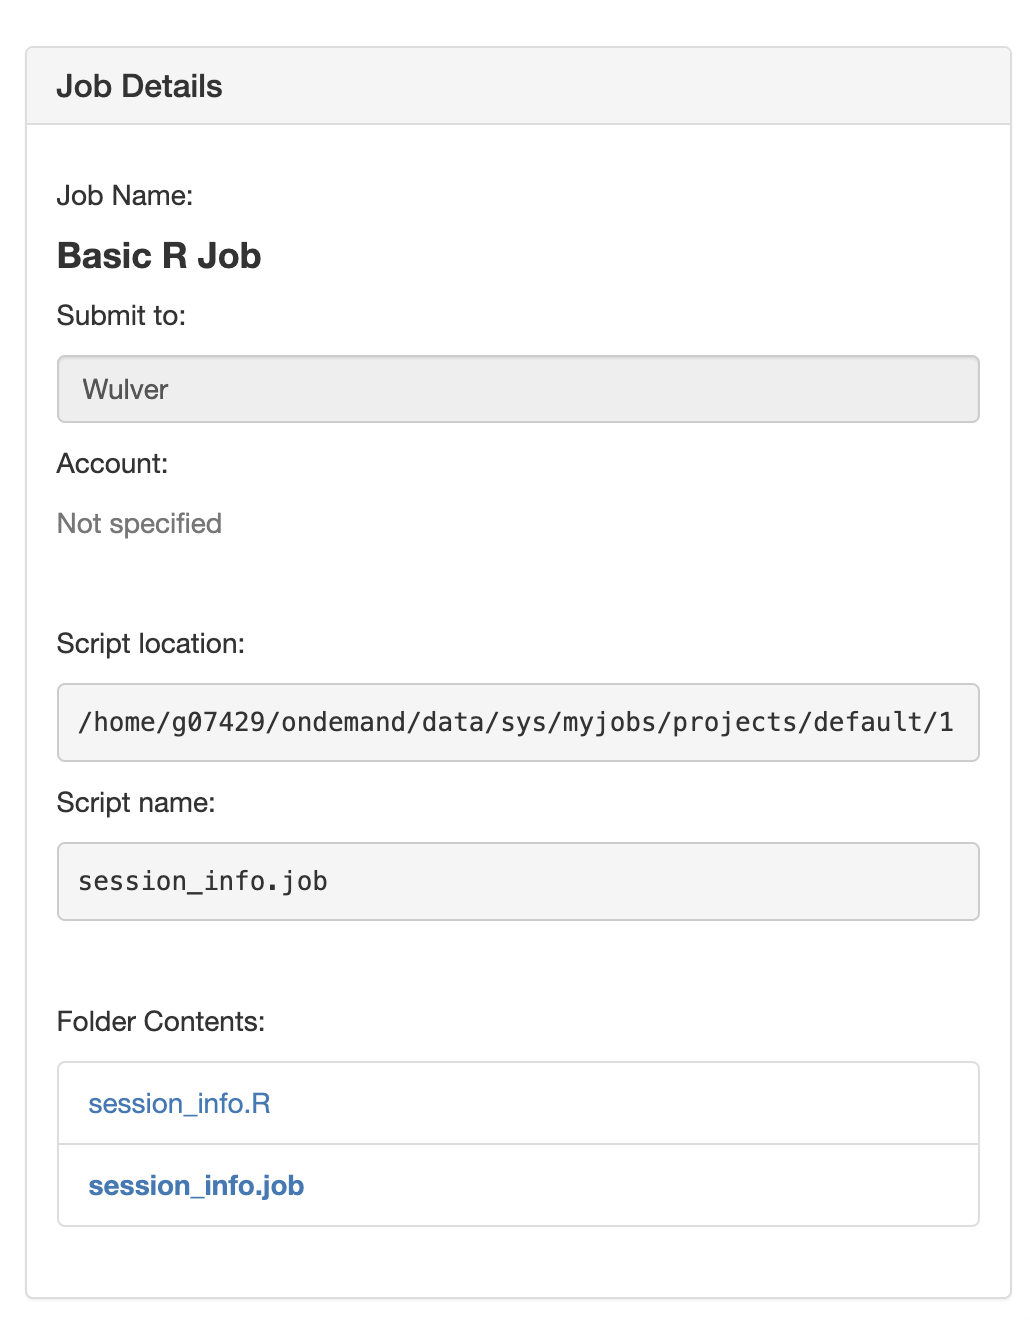 Job Details
Job Name:
Basic R Job
Submit to:
Wulver
Account:
Not specified
Script location:
/home/g07429/ondemand/data/sys/myjobs/projects/default/1
Script name:
session_info.job
Folder Contents:
session_info.R
session_info.job